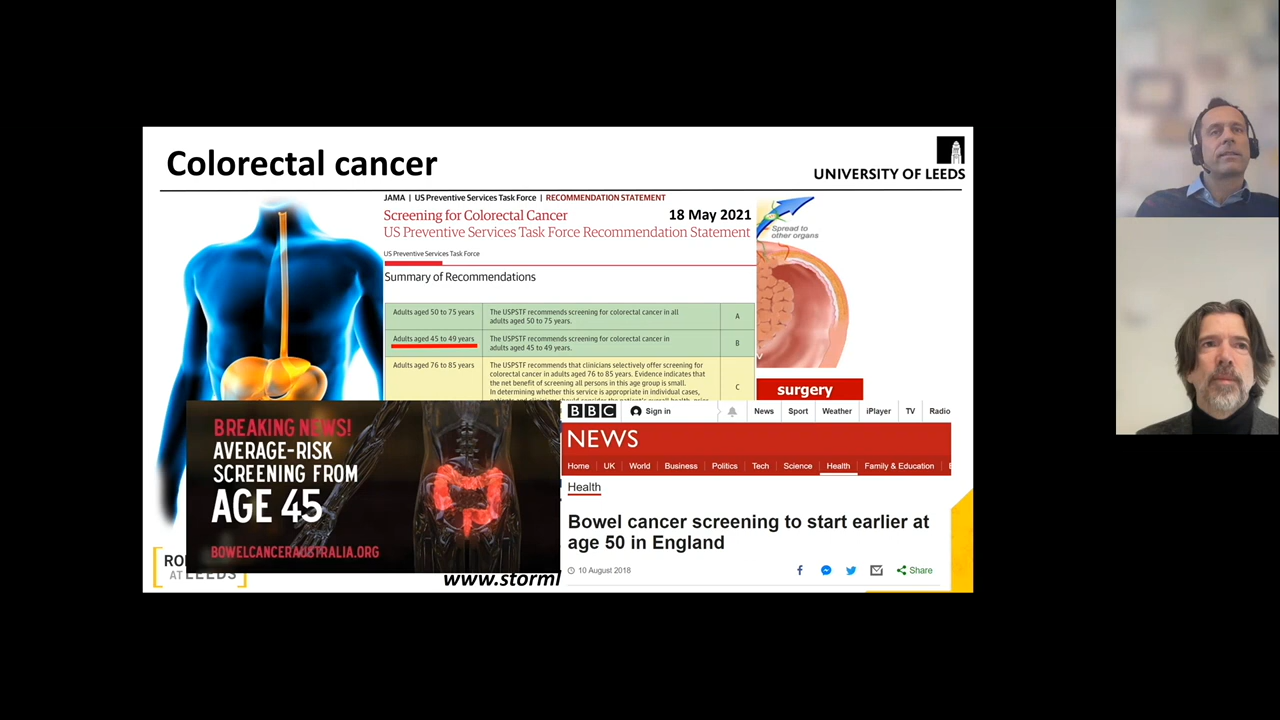 Colorectal cancer
UNIVERSITY OF LEEDS
JAMA | US Preventive Services Task Force | RECOMMENDATION STATEMENT
Screening for Colorectal Cancer
18 May 2021
US Preventive Services Task Force Recommendation Statement
US Preventive Services Task Force
Summary of Recommendations
Adults aged 50 to 75 years
The USPSTF recommends screening for colorectal cancer in all
adults aged 50 to 75 years.
A
Adults aged 45 to 49 years
The USPSTF recommends screening for colorectal cancer in
adults aged 45 to 49 years.
B
Adults aged 76 to 85 years
The USPSTF recommends that clinicians selectively offer screening for
colorectal cancer in adults aged 76 to 85 years. Evidence indicates that
the net benefit of screening all persons in this age group is small.
In determining whether this service is appropriate in individual cases,
C
Spread to
other organs
surgery
BREAKING NEWS!
AVERAGE-RISK
SCREENING FROM
AGE 45
BOWELCANCERAUSTRALIA.ORG
BBC Sign in News Sport Weather iPlayer TV Radio
NEWS
Home UK World Business Politics Tech Science Health Family & Education
Health
Bowel cancer screening to start earlier at
age 50 in England
10 August 2018
Share
AT LEEDS
www.storml